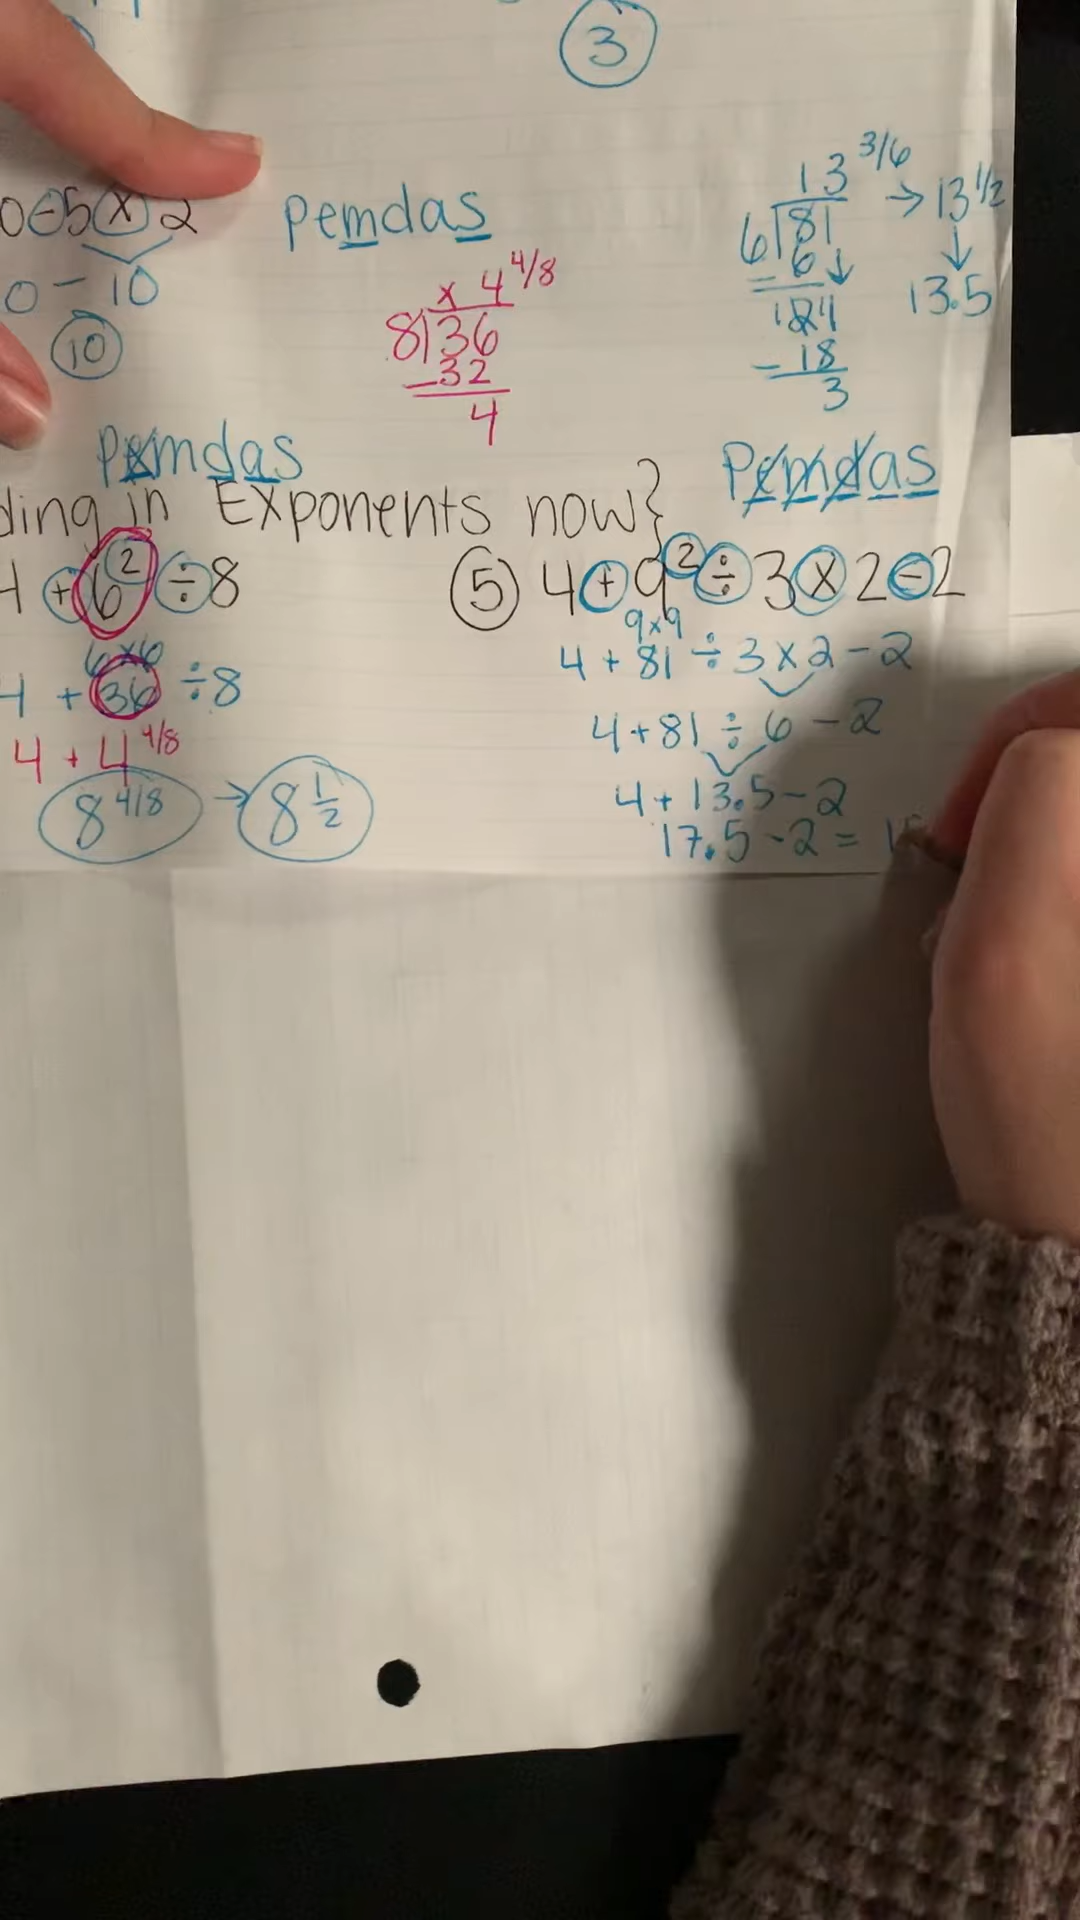 3
0-5x2
0-10
10
pemdas
x 4 4/8
8)36
-32
4
13 3/6 → 13 1/2
6)81
6↓ ↓
13.5
-18
3
pemdas
in Exponents now}
4 + 6² ÷ 8
6x6
4 + 36 ÷ 8
4 + 4 4/8
8 4/8 → 8 1/2
Pemdas
5 4 + 9² ÷ 3 x 2 - 2
9x9
4 + 81 ÷ 3 x 2 - 2
4 + 81 ÷ 6 - 2
4 + 13.5 - 2
17.5 - 2 =